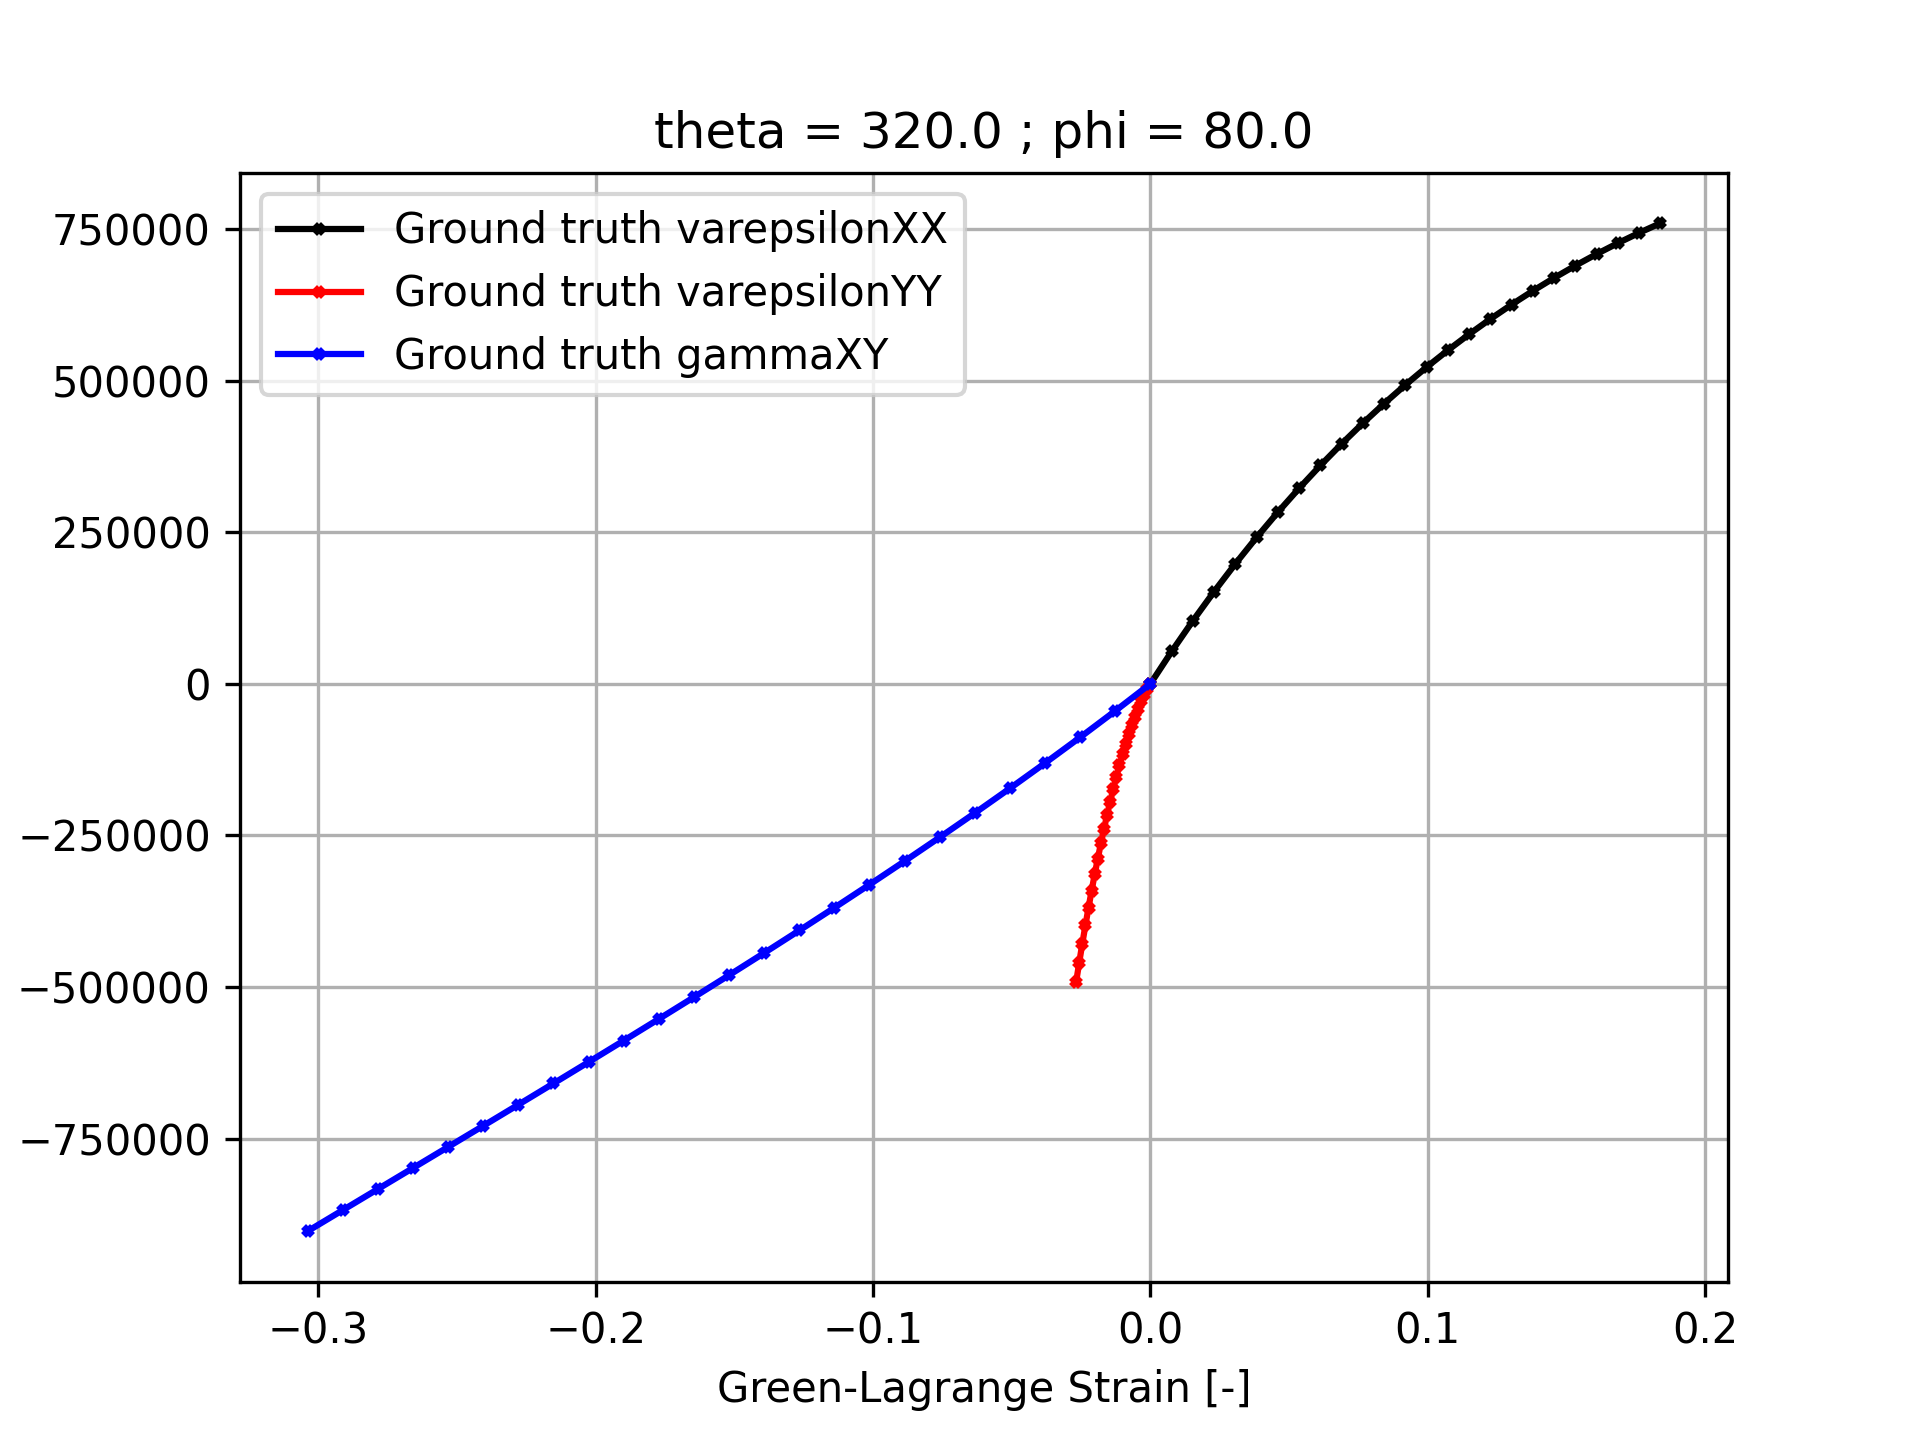 theta = 320.0 ; phi = 80.0
Ground truth varepsilonXX
Ground truth varepsilonYY
Ground truth gammaXY
750000
500000
250000
0
−250000
−500000
−750000
−0.3
−0.2
−0.1
0.0
0.1
0.2
Green-Lagrange Strain [-]